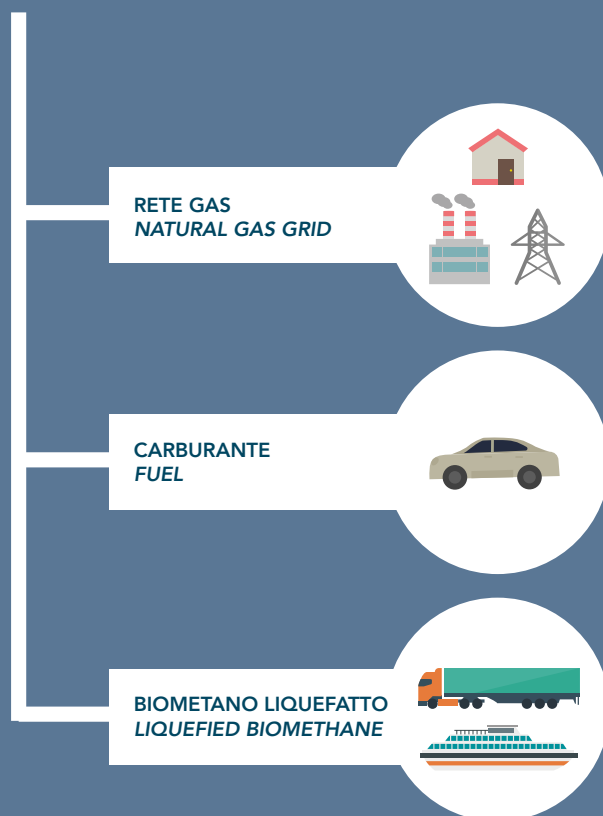 RETE GAS
NATURAL GAS GRID
CARBURANTE
FUEL
BIOMETANO LIQUEFATTO
LIQUEFIED BIOMETHANE